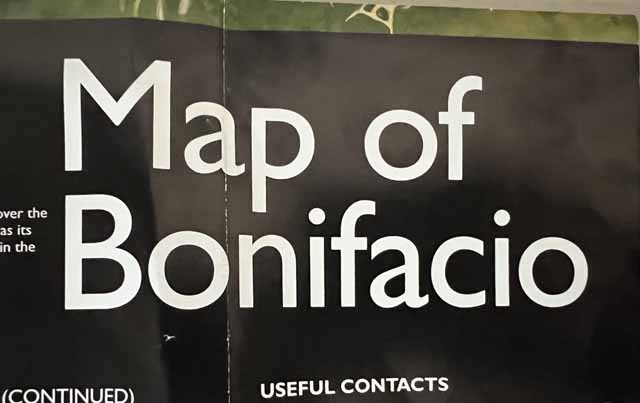 Map of
Bonifacio
over the
as its
in the
(CONTINUED)
USEFUL CONTACTS